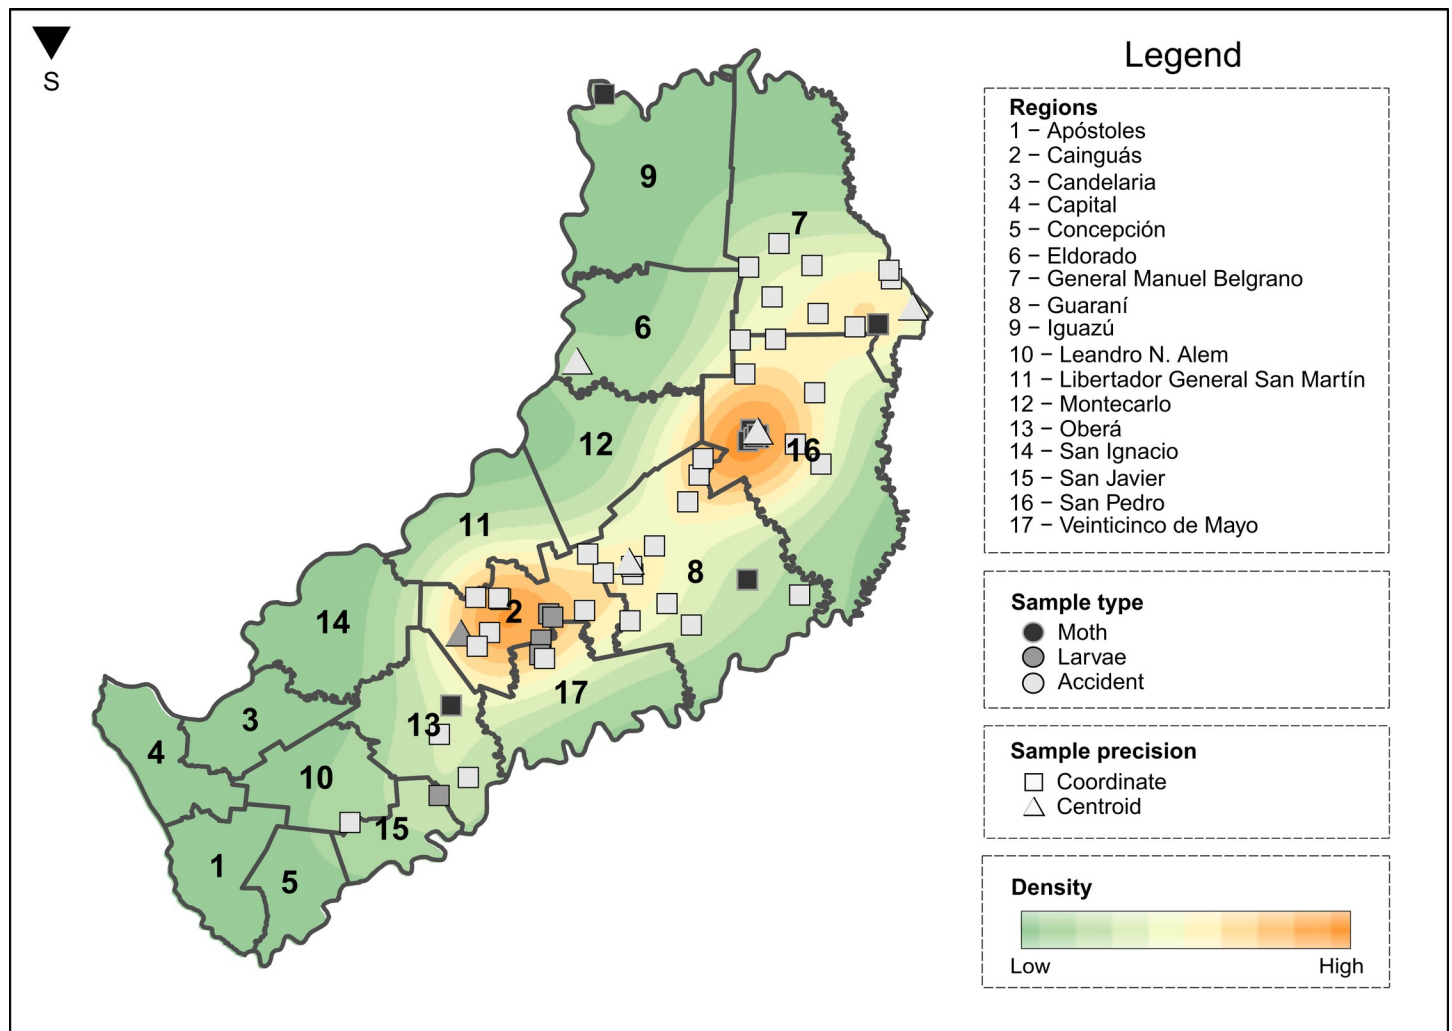 S
Legend
Regions
1 − Apóstoles
2 − Cainguás
3 − Candelaria
4 − Capital
5 − Concepción
6 − Eldorado
7 − General Manuel Belgrano
8 − Guaraní
9 − Iguazú
10 − Leandro N. Alem
11 − Libertador General San Martín
12 − Montecarlo
13 − Oberá
14 − San Ignacio
15 − San Javier
16 − San Pedro
17 − Veinticinco de Mayo
Sample type
Moth
Larvae
Accident
Sample precision
Coordinate
Centroid
Density
Low High
9
7
6
12
16
11
8
2
14
17
3
13
4
10
15
1
5